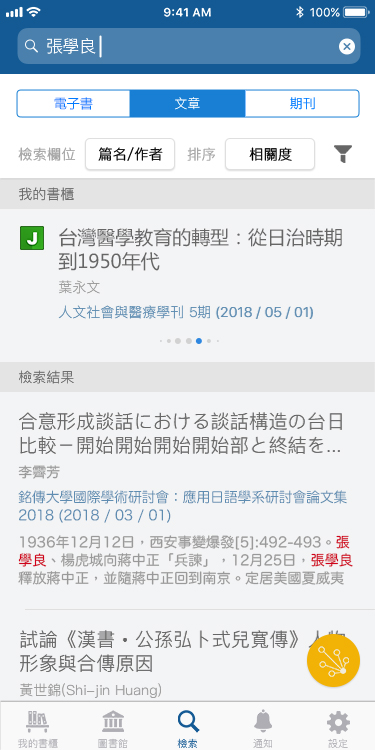 9:41 AM 100%
張學良
電子書 文章 期刊
檢索欄位 篇名/作者 排序 相關度
我的書櫃
J 台灣醫學教育的轉型：從日治時期
到1950年代
葉永文
人文社會與醫療學刊 5期 (2018 / 05 / 01)
檢索結果
合意形成談話における談話構造の台日
比較－開始開始開始開始部と終結を...
李霽芳
銘傳大學國際學術研討會：應用日語學系研討會論文集
2018 (2018 / 03 / 01)
1936年12月12日，西安事變爆發[5]:492-493。張
學良、楊虎城向蔣中正「兵諫」，12月25日，張學良
釋放蔣中正，並隨蔣中正回到南京。定居美國夏威夷
試論《漢書・公孫弘卜式兒寬傳》人物
形象與合傳原因
黃世錦(Shi-jin Huang)
我的書櫃 圖書館 檢索 通知 設定